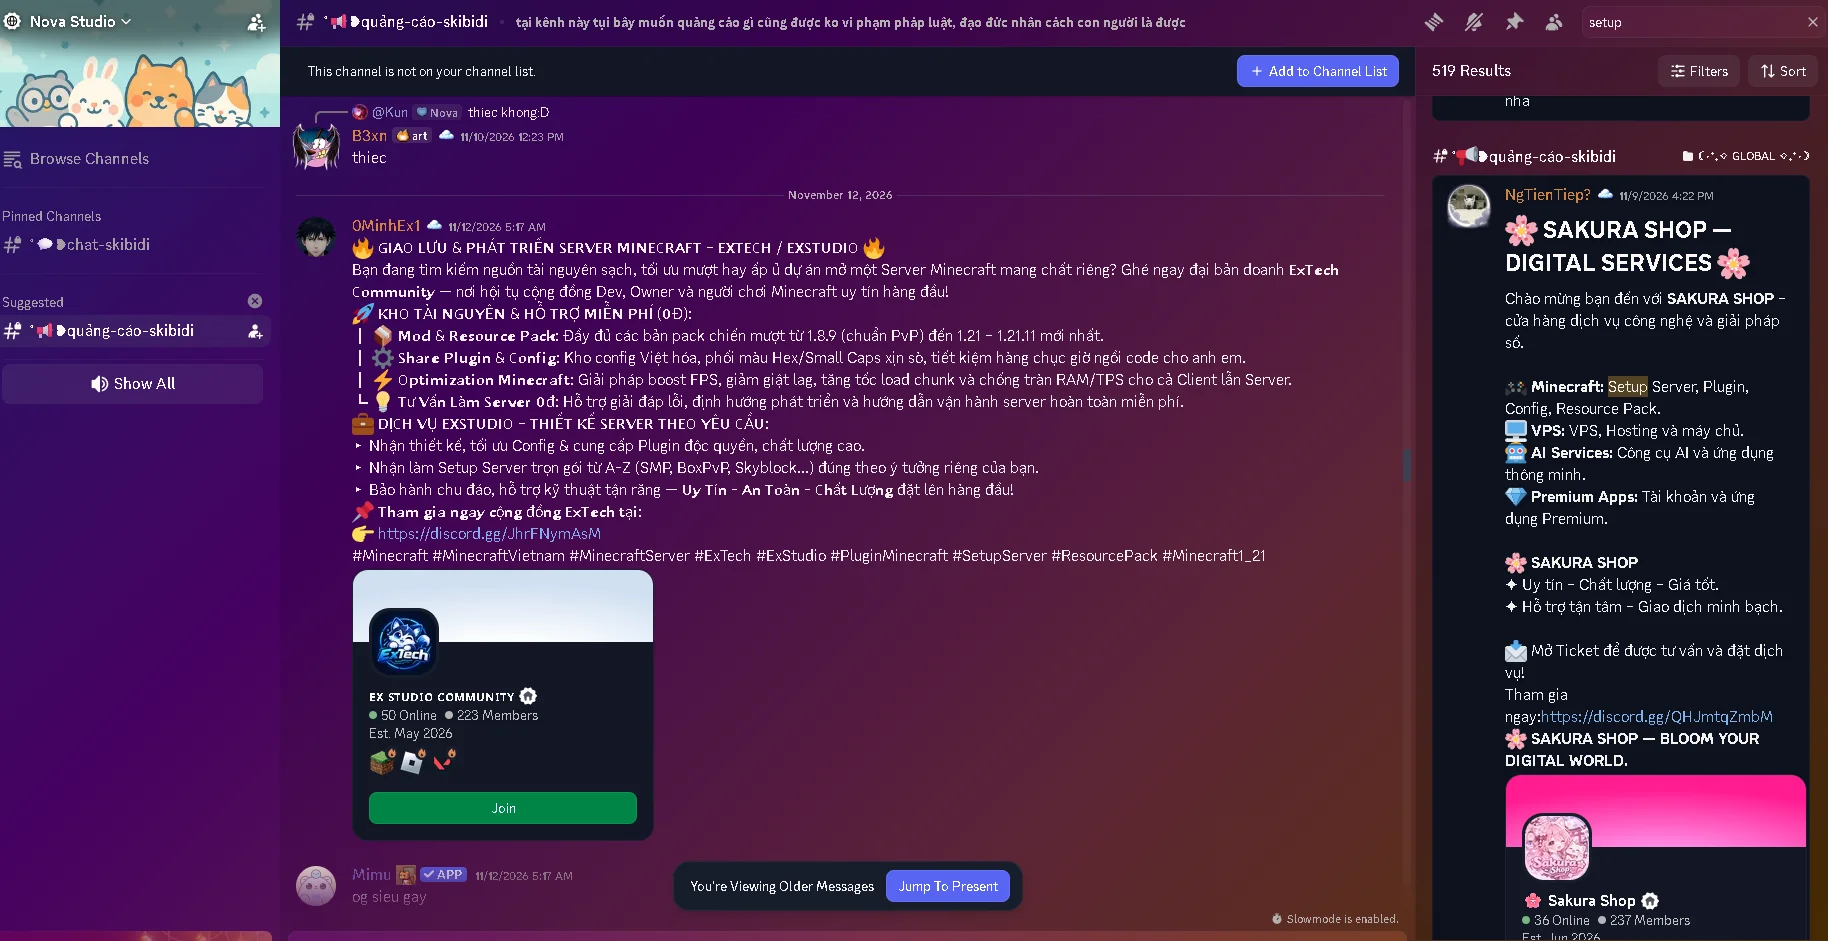 Nova Studio
Browse Channels
Pinned Channels
chat-skibidi
Suggested
quảng-cáo-skibidi
Show All
quảng-cáo-skibidi
tại kênh này tụi bây muốn quảng cáo gì cũng được ko vi phạm pháp luật, đạo đức nhân cách con người là được
This channel is not on your channel list.
+ Add to Channel List
@Kun Nova thiec khong:D
B3xn art 11/10/2026 12:23 PM
thiec
November 12, 2026
0MinhEx1 11/12/2026 5:17 AM
🔥 GIAO LƯU & PHÁT TRIỂN SERVER MINECRAFT - EXTECH / EXSTUDIO 🔥
Bạn đang tìm kiếm nguồn tài nguyên sạch, tối ưu mượt hay ấp ủ dự án mở một Server Minecraft mang chất riêng? Ghé ngay đại bản doanh ExTech
Community — nơi hội tụ cộng đồng Dev, Owner và người chơi Minecraft uy tín hàng đầu!
🚀 KHO TÀI NGUYÊN & HỖ TRỢ MIỄN PHÍ (0Đ):
┃ 📦 Mod & Resource Pack: Đầy đủ các bản pack chiến mượt từ 1.8.9 (chuẩn PvP) đến 1.21 - 1.21.11 mới nhất.
┃ ⚙️ Share Plugin & Config: Kho config Việt hóa, phối màu Hex/Small Caps xịn sò, tiết kiệm hàng chục giờ ngồi code cho anh em.
┃ ⚡ Optimization Minecraft: Giải pháp boost FPS, giảm giật lag, tăng tốc load chunk và chống tràn RAM/TPS cho cả Client lẫn Server.
┗ 💡 Tư Vấn Làm Server 0đ: Hỗ trợ giải đáp lỗi, định hướng phát triển và hướng dẫn vận hành server hoàn toàn miễn phí.
💼 DỊCH VỤ EXSTUDIO - THIẾT KẾ SERVER THEO YÊU CẦU:
‣ Nhận thiết kế, tối ưu Config & cung cấp Plugin độc quyền, chất lượng cao.
‣ Nhận làm Setup Server trọn gói từ A-Z (SMP, BoxPvP, Skyblock...) đúng theo ý tưởng riêng của bạn.
‣ Bảo hành chu đáo, hỗ trợ kỹ thuật tận răng — Uy Tín - An Toàn - Chất Lượng đặt lên hàng đầu!
📌 Tham gia ngay cộng đồng ExTech tại:
👉 https://discord.gg/JhrFNymAsM
#Minecraft #MinecraftVietnam #MinecraftServer #ExTech #ExStudio #PluginMinecraft #SetupServer #ResourcePack #Minecraft1_21
ExTech
EX STUDIO COMMUNITY
50 Online 223 Members
Est. May 2026
Join
Mimu APP 11/12/2026 5:17 AM
og sieu gay
You're Viewing Older Messages
Jump To Present
Slowmode is enabled.
setup
519 Results
Filters
Sort
nha
quảng-cáo-skibidi
GLOBAL
NgTienTiep? 11/9/2026 4:22 PM
🌸 SAKURA SHOP —
DIGITAL SERVICES 🌸
Chào mừng bạn đến với SAKURA SHOP -
cửa hàng dịch vụ công nghệ và giải pháp
số.
🎮 Minecraft: Setup Server, Plugin,
Config, Resource Pack.
🖥️ VPS: VPS, Hosting và máy chủ.
🤖 AI Services: Công cụ AI và ứng dụng
thông minh.
💎 Premium Apps: Tài khoản và ứng
dụng Premium.
🌸 SAKURA SHOP
✦ Uy tín - Chất lượng - Giá tốt.
✦ Hỗ trợ tận tâm - Giao dịch minh bạch.
📩 Mở Ticket để được tư vấn và đặt dịch
vụ!
Tham gia
ngay:https://discord.gg/QHJmtqZmbM
🌸 SAKURA SHOP — BLOOM YOUR
DIGITAL WORLD.
Sakura
Shop
🌸 Sakura Shop
36 Online 237 Members
Est. Jun 2026